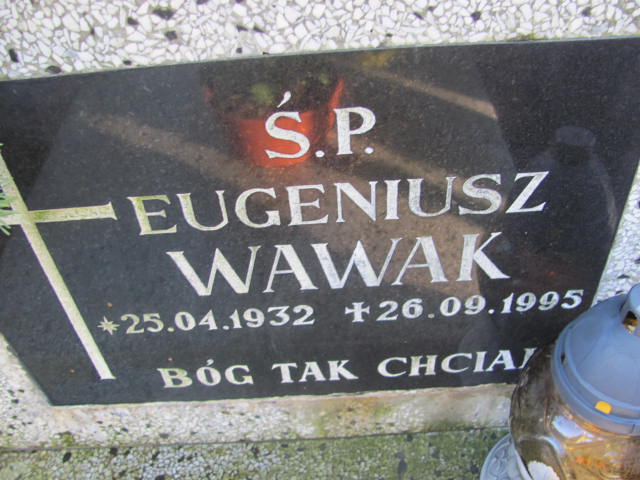 Ś.P.
EUGENIUSZ
WAWAK
*25.04.1932 ✝26.09.1995
BÓG TAK